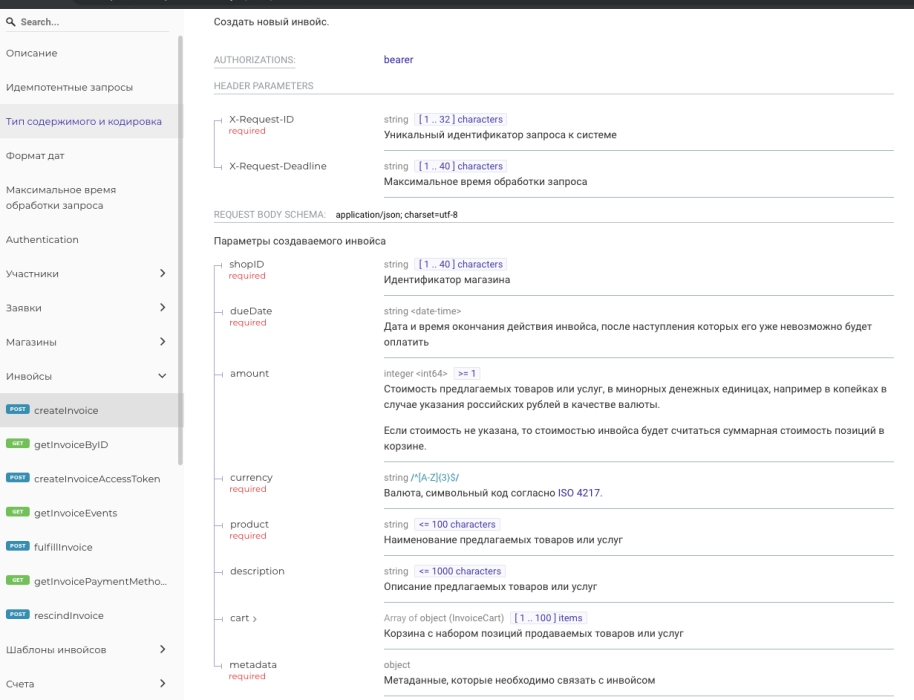 Search...
Описание
Идемпотентные запросы
Тип содержимого и кодировка
Формат дат
Максимальное время
обработки запроса
Authentication
Участники
Заявки
Магазины
Инвойсы
POST createInvoice
GET getInvoiceByID
POST createInvoiceAccessToken
GET getInvoiceEvents
POST fulfillInvoice
GET getInvoicePaymentMetho...
POST rescindInvoice
Шаблоны инвойсов
Счета
Создать новый инвойс.
AUTHORIZATIONS: bearer
HEADER PARAMETERS
X-Request-ID string [ 1 .. 32 ] characters
required
Уникальный идентификатор запроса к системе
X-Request-Deadline string [ 1 .. 40 ] characters
Максимальное время обработки запроса
REQUEST BODY SCHEMA: application/json; charset=utf-8
Параметры создаваемого инвойса
shopID string [ 1 .. 40 ] characters
required
Идентификатор магазина
dueDate string <date-time>
required
Дата и время окончания действия инвойса, после наступления которых его уже невозможно будет
оплатить
amount integer <int64> >= 1
Стоимость предлагаемых товаров или услуг, в минорных денежных единицах, например в копейках в
случае указания российских рублей в качестве валюты.
Если стоимость не указана, то стоимостью инвойса будет считаться суммарная стоимость позиций в
корзине.
currency string /^[A-Z]{3}$/
required
Валюта, символьный код согласно ISO 4217.
product string <= 100 characters
required
Наименование предлагаемых товаров или услуг
description string <= 1000 characters
Описание предлагаемых товаров или услуг
cart > Array of object (InvoiceCart) [ 1 .. 100 ] items
Корзина с набором позиций продаваемых товаров или услуг
metadata object
required
Метаданные, которые необходимо связать с инвойсом